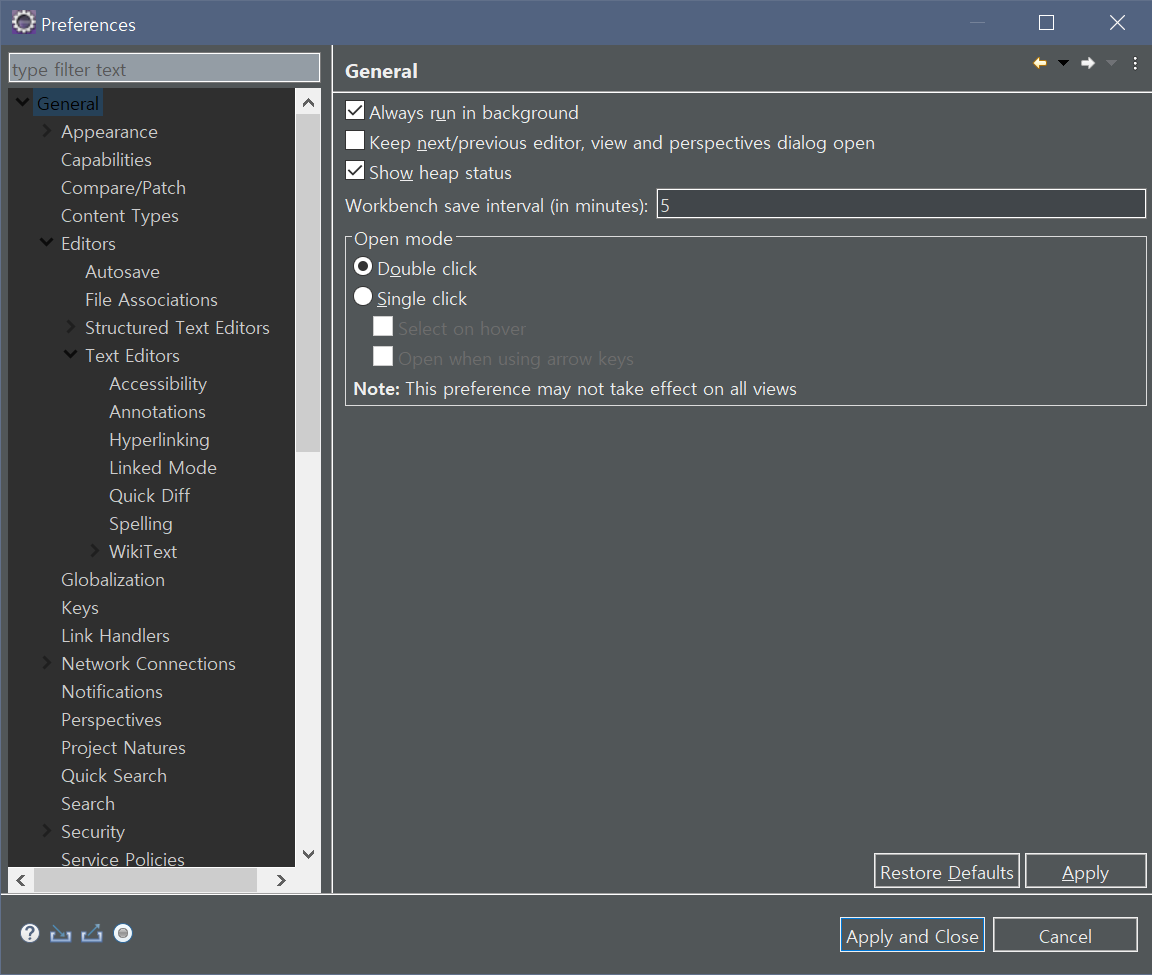 Preferences
type filter text
General
Appearance
Capabilities
Compare/Patch
Content Types
Editors
Autosave
File Associations
Structured Text Editors
Text Editors
Accessibility
Annotations
Hyperlinking
Linked Mode
Quick Diff
Spelling
WikiText
Globalization
Keys
Link Handlers
Network Connections
Notifications
Perspectives
Project Natures
Quick Search
Search
Security
Service Policies
General
Always run in background
Keep next/previous editor, view and perspectives dialog open
Show heap status
Workbench save interval (in minutes): 5
Open mode
Double click
Single click
Select on hover
Open when using arrow keys
Note: This preference may not take effect on all views
Restore Defaults Apply
Apply and Close Cancel